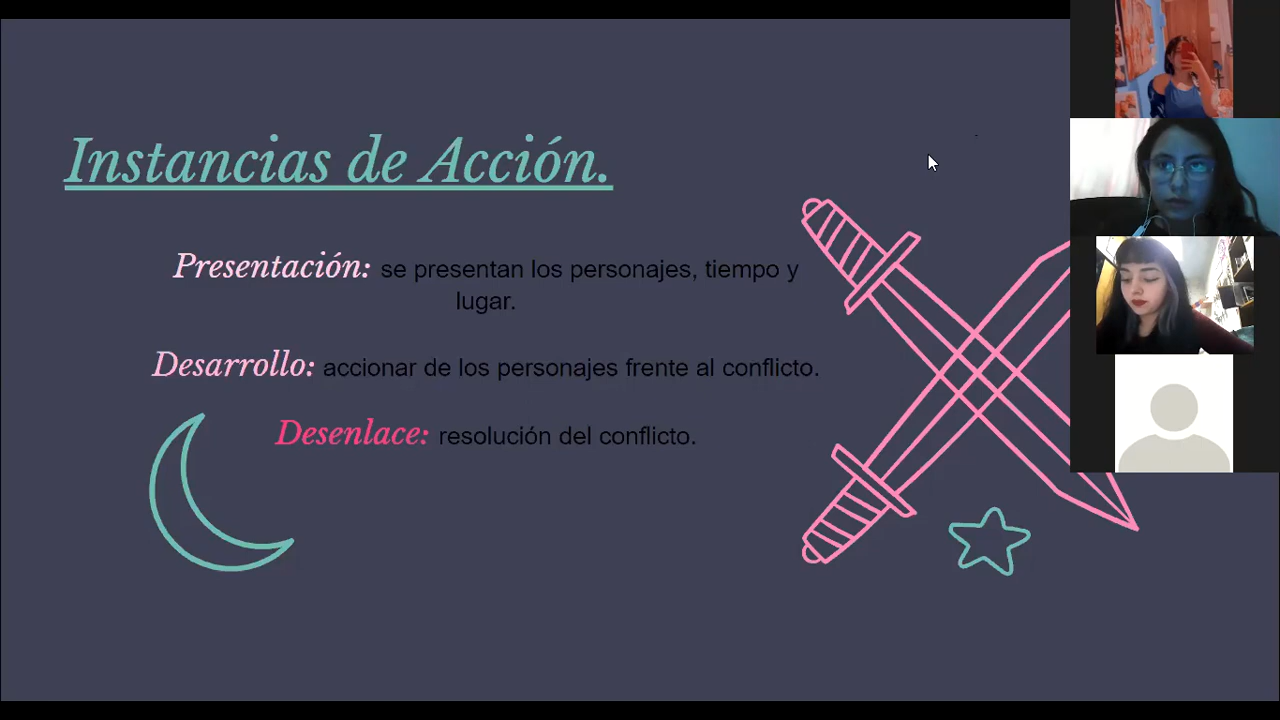 Instancias de Acción.
Presentación: se presentan los personajes, tiempo y
lugar.
Desarrollo: accionar de los personajes frente al conflicto.
Desenlace: resolución del conflicto.